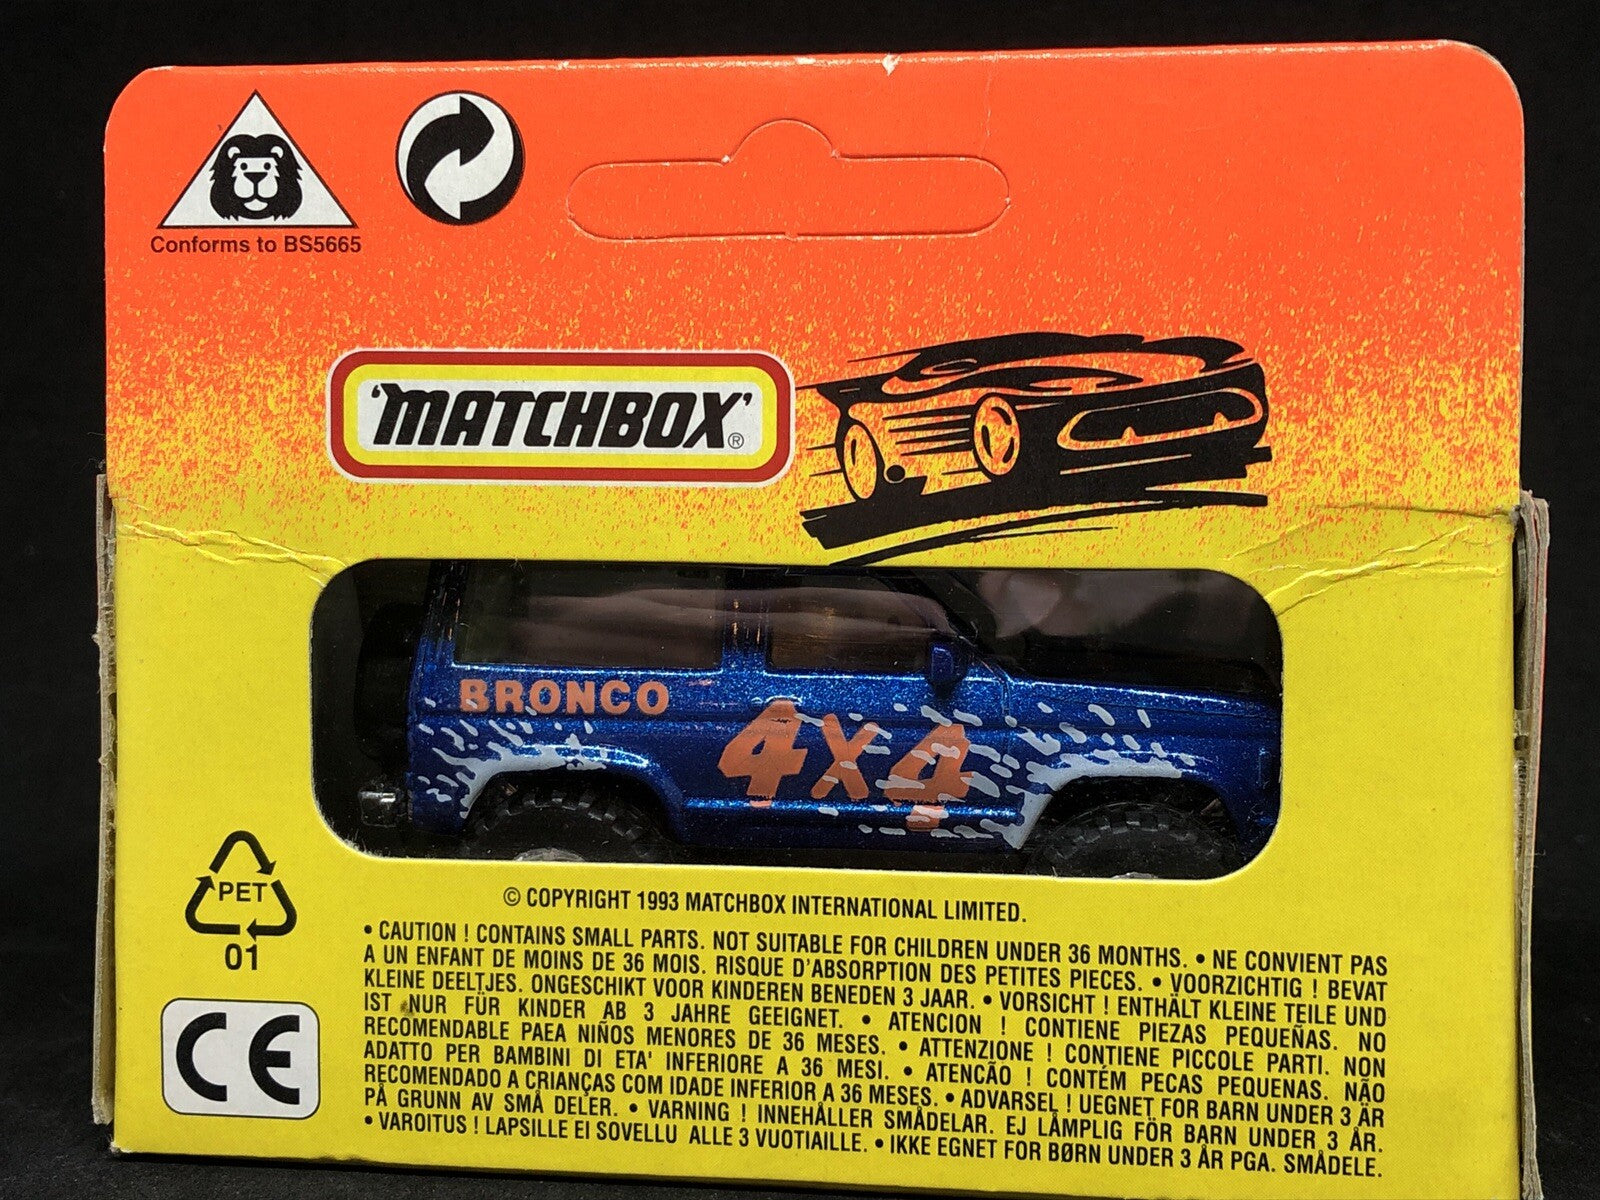 Conforms to BS5665
'MATCHBOX'®
BRONCO
4x4
PET
01
CE
© COPYRIGHT 1993 MATCHBOX INTERNATIONAL LIMITED.
• CAUTION ! CONTAINS SMALL PARTS. NOT SUITABLE FOR CHILDREN UNDER 36 MONTHS. • NE CONVIENT PAS
A UN ENFANT DE MOINS DE 36 MOIS. RISQUE D'ABSORPTION DES PETITES PIECES. • VOORZICHTIG ! BEVAT
KLEINE DEELTJES. ONGESCHIKT VOOR KINDEREN BENEDEN 3 JAAR. • VORSICHT ! ENTHÄLT KLEINE TEILE UND
IST NUR FÜR KINDER AB 3 JAHRE GEEIGNET. • ATENCION ! CONTIENE PIEZAS PEQUEÑAS. NO
RECOMENDABLE PAEA NIÑOS MENORES DE 36 MESES. • ATTENZIONE ! CONTIENE PICCOLE PARTI. NON
ADATTO PER BAMBINI DI ETA' INFERIORE A 36 MESI. • ATENCÃO ! CONTÉM PECAS PEQUENAS. NÃO
RECOMENDADO A CRIANÇAS COM IDADE INFERIOR A 36 MESES. • ADVARSEL ! UEGNET FOR BARN UNDER 3 ÅR
PÅ GRUNN AV SMÅ DELER. • VARNING ! INNEHÅLLER SMÅDELAR. EJ LÄMPLIG FÖR BARN UNDER 3 ÅR.
• VAROITUS ! LAPSILLE EI SOVELLU ALLE 3 VUOTIAILLE. • IKKE EGNET FOR BØRN UNDER 3 ÅR PGA. SMÅDELE.